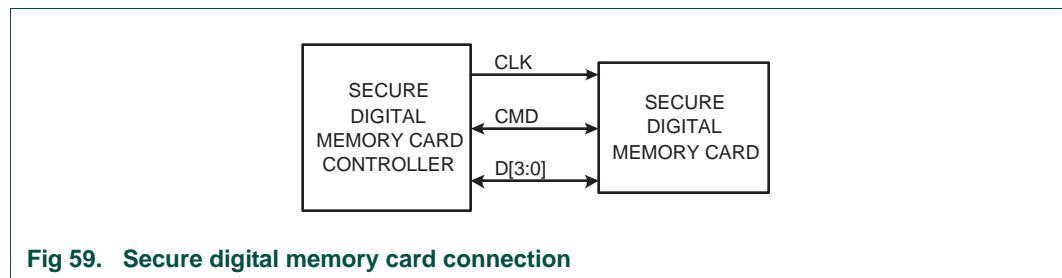 SECURE
DIGITAL
MEMORY CARD
CONTROLLER
CLK
CMD
D[3:0]
SECURE
DIGITAL
MEMORY CARD
Fig 59. Secure digital memory card connection